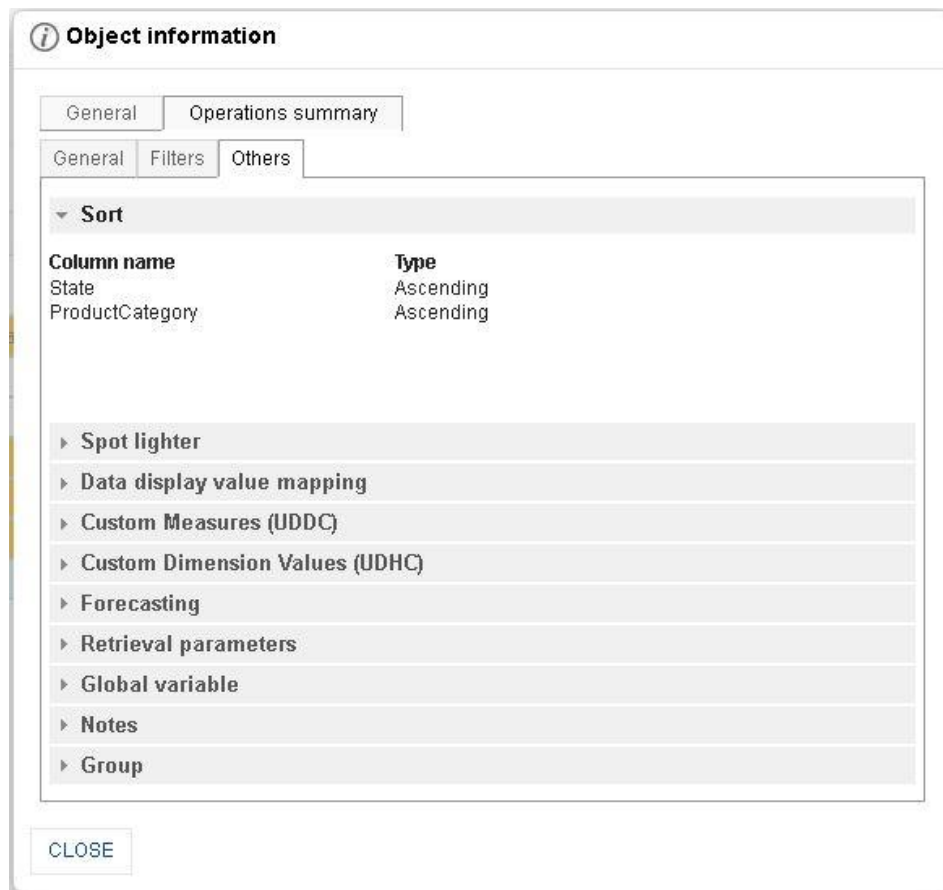 Object information
General Operations summary
General Filters Others
Sort
Column name Type
State Ascending
ProductCategory Ascending
Spot lighter
Data display value mapping
Custom Measures (UDDC)
Custom Dimension Values (UDHC)
Forecasting
Retrieval parameters
Global variable
Notes
Group
CLOSE